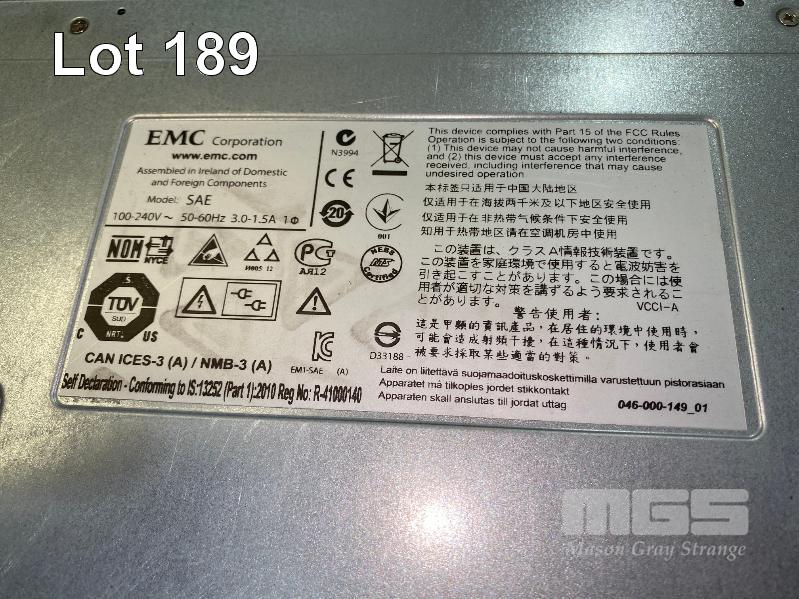 Lot 189
EMC Corporation
www.emc.com
Assembled in Ireland of Domestic
and Foreign Components
Model: SAE
100-240V ~ 50-60Hz 3.0-1.5A 1Φ
N3994
20
001
This device complies with Part 15 of the FCC Rules
Operation is subject to the following two conditions:
(1) This device may not cause harmful interference,
and (2) this device must accept any interference
received, including interference that may cause
undesired operation
本标签只适用于中国大陆地区
仅适用于海拔两千米及以下地区安全使用
仅适用于在非热带气候条件下安全使用
如用于热带地区请在空调机房中使用
NOM
NYCE
И005 12
АЯ12
NEBS
Certified
この装置は、クラスA情報技術装置です。
この装置を家庭環境で使用すると電波妨害を
引き起こすことがあります。この場合には使
用者が適切な対策を講ずるよう要求されるこ
とがあります。
VCCI-A
警告使用者:
這是甲類的資訊產品，在居住的環境中使用時，
可能會造成射頻干擾，在這種情況下，使用者會
被要求採取某些適當的對策。
S
TÜV
SUD
NRTL
C US
CAN ICES-3 (A) / NMB-3 (A)
EM1-SAE (A)
D33188
Self Declaration - Conforming to IS:13252 (Part 1):2010 Reg No: R-41000140
Laite on liitettävä suojamaadoituskoskettimilla varustettuun pistorasiaan
Apparatet må tilkoples jordet stikkontakt
Apparaten skall anslutas till jordat uttag
046-000-149_01
MGS
Mason Gray Strange